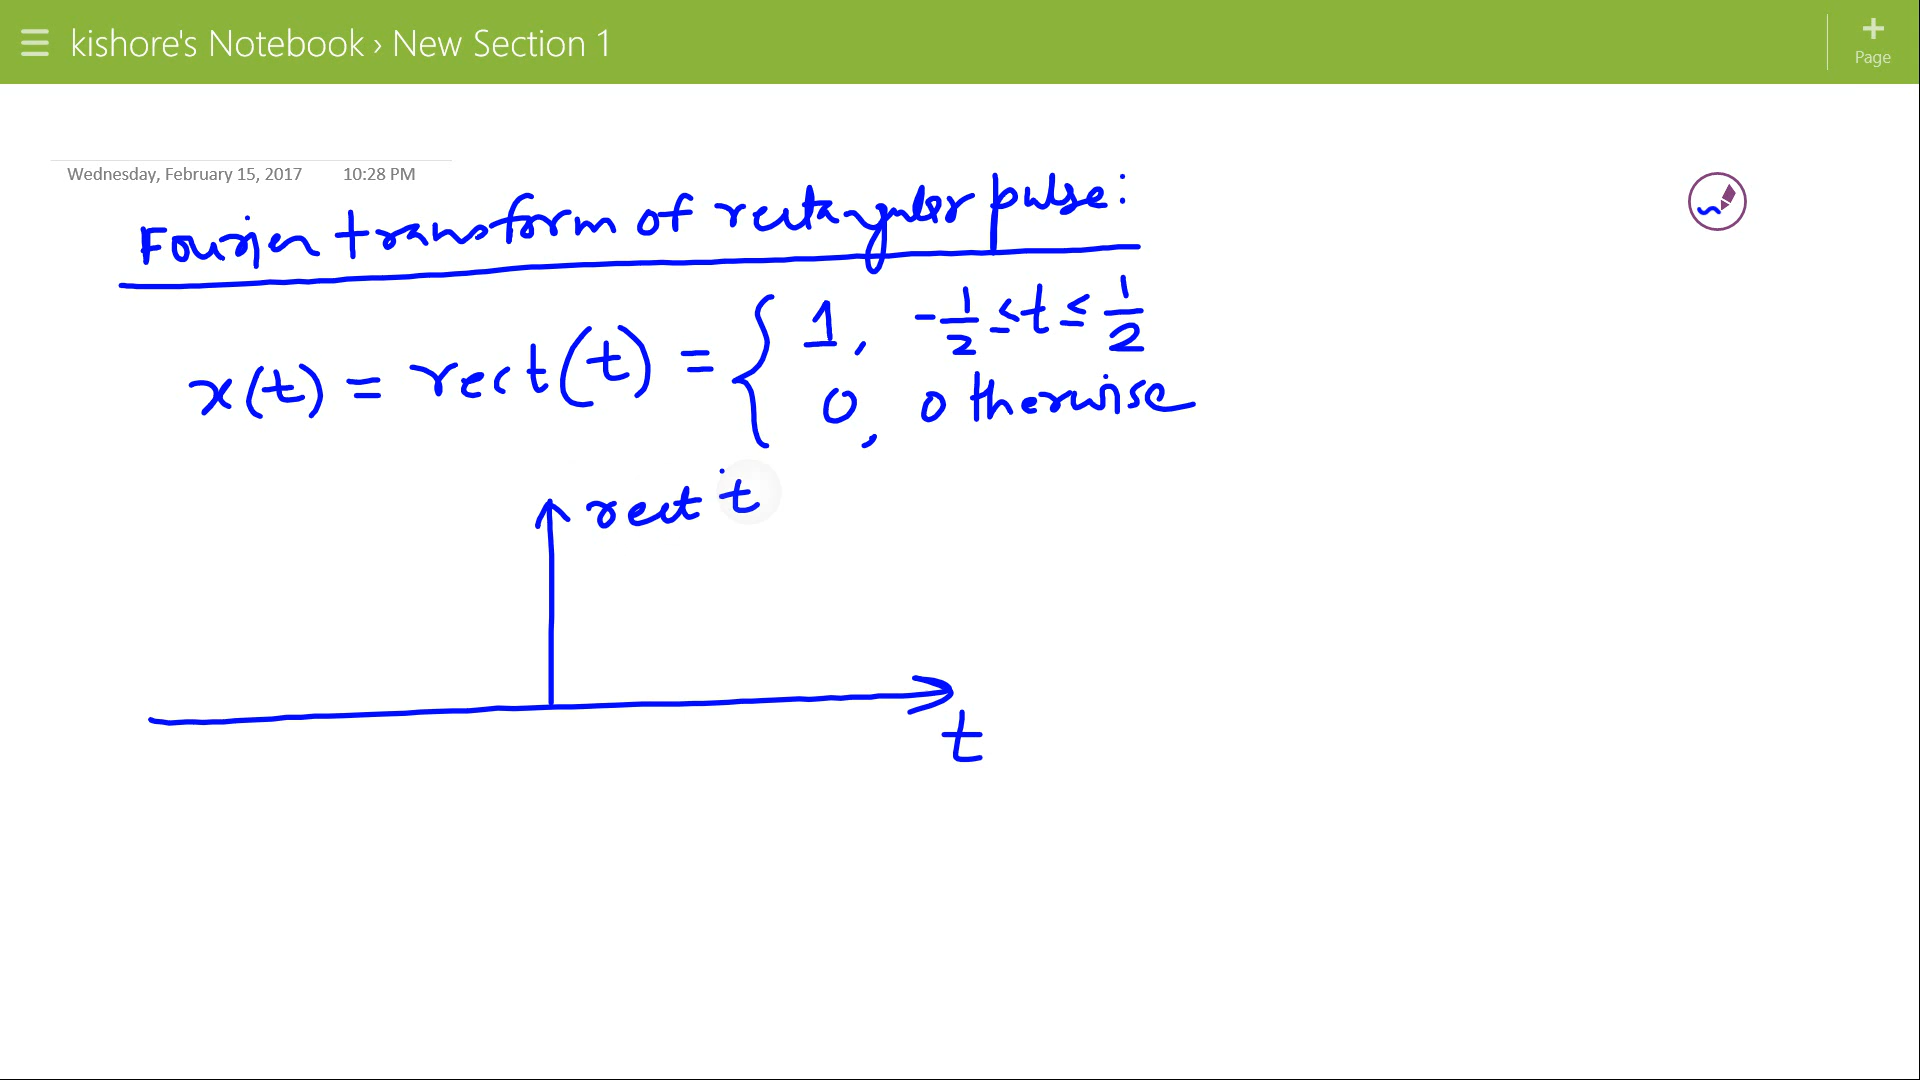 kishore's Notebook › New Section 1
+ Page
Wednesday, February 15, 2017 10:28 PM
Fourier transform of rectangular pulse:
x(t) = rect(t) = { 1, -1/2 ≤ t ≤ 1/2
0, otherwise
rect t
t